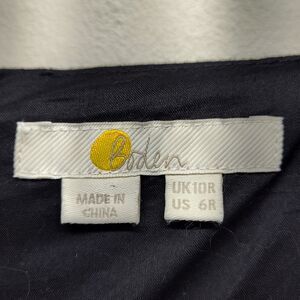 Boden
MADE IN
CHINA
UK 10R
US 6R